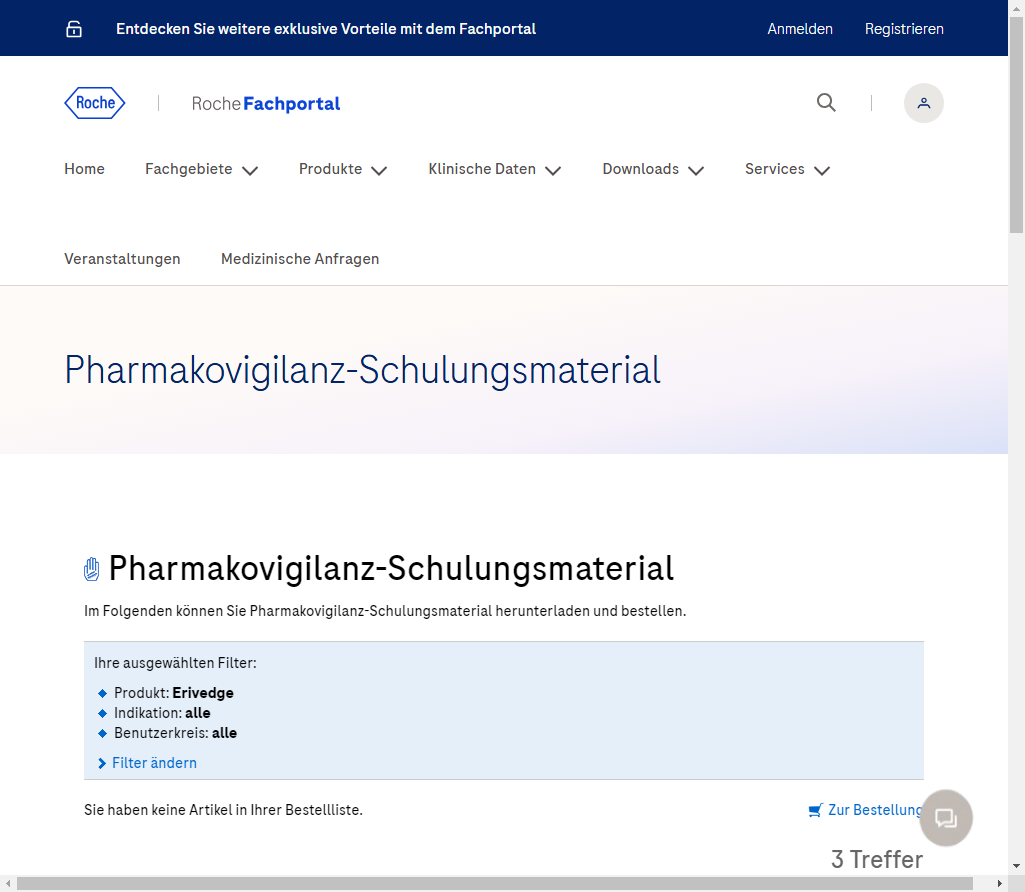 Entdecken Sie weitere exklusive Vorteile mit dem Fachportal
Anmelden
Registrieren
Roche
Roche Fachportal
Home
Fachgebiete
Produkte
Klinische Daten
Downloads
Services
Veranstaltungen
Medizinische Anfragen
Pharmakovigilanz-Schulungsmaterial
Pharmakovigilanz-Schulungsmaterial
Im Folgenden können Sie Pharmakovigilanz-Schulungsmaterial herunterladen und bestellen.
Ihre ausgewählten Filter:
Produkt: Erivedge
Indikation: alle
Benutzerkreis: alle
Filter ändern
Sie haben keine Artikel in Ihrer Bestellliste.
Zur Bestellung
3 Treffer